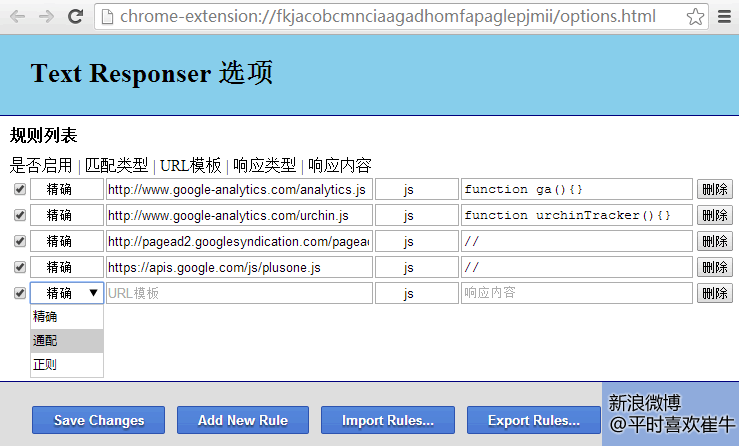 chrome-extension://fkjacobcmnciaagadhomfapaglepjmii/options.html
Text Responser 选项
规则列表
是否启用 | 匹配类型 | URL模板 | 响应类型 | 响应内容
精确 http://www.google-analytics.com/analytics.js js function ga(){} 删除
精确 http://www.google-analytics.com/urchin.js js function urchinTracker(){} 删除
精确 http://pagead2.googlesyndication.com/pagead js // 删除
精确 https://apis.google.com/js/plusone.js js // 删除
精确 ▼ URL模板 js 响应内容 删除
精确
通配
正则
Save Changes Add New Rule Import Rules... Export Rules...
新浪微博
@平时喜欢崔牛